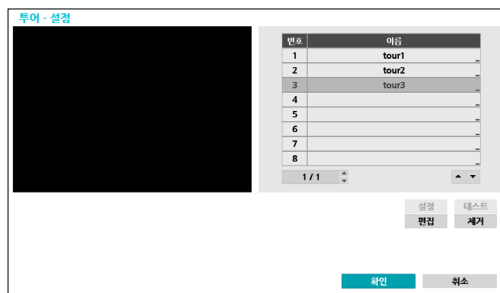 투어 - 설정
번호 이름
1 tour1
2 tour2
3 tour3
4
5
6
7
8
1 / 1
설정 테스트
편집 제거
확인 취소